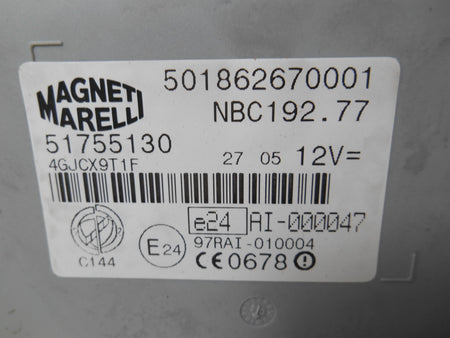 MAGNETI
MARELLI
501862670001
NBC192.77
51755130
4GJCX9T1F
27 05 12V=
e24 AI-000047
E24
97RAI-010004
C144
CE0678!